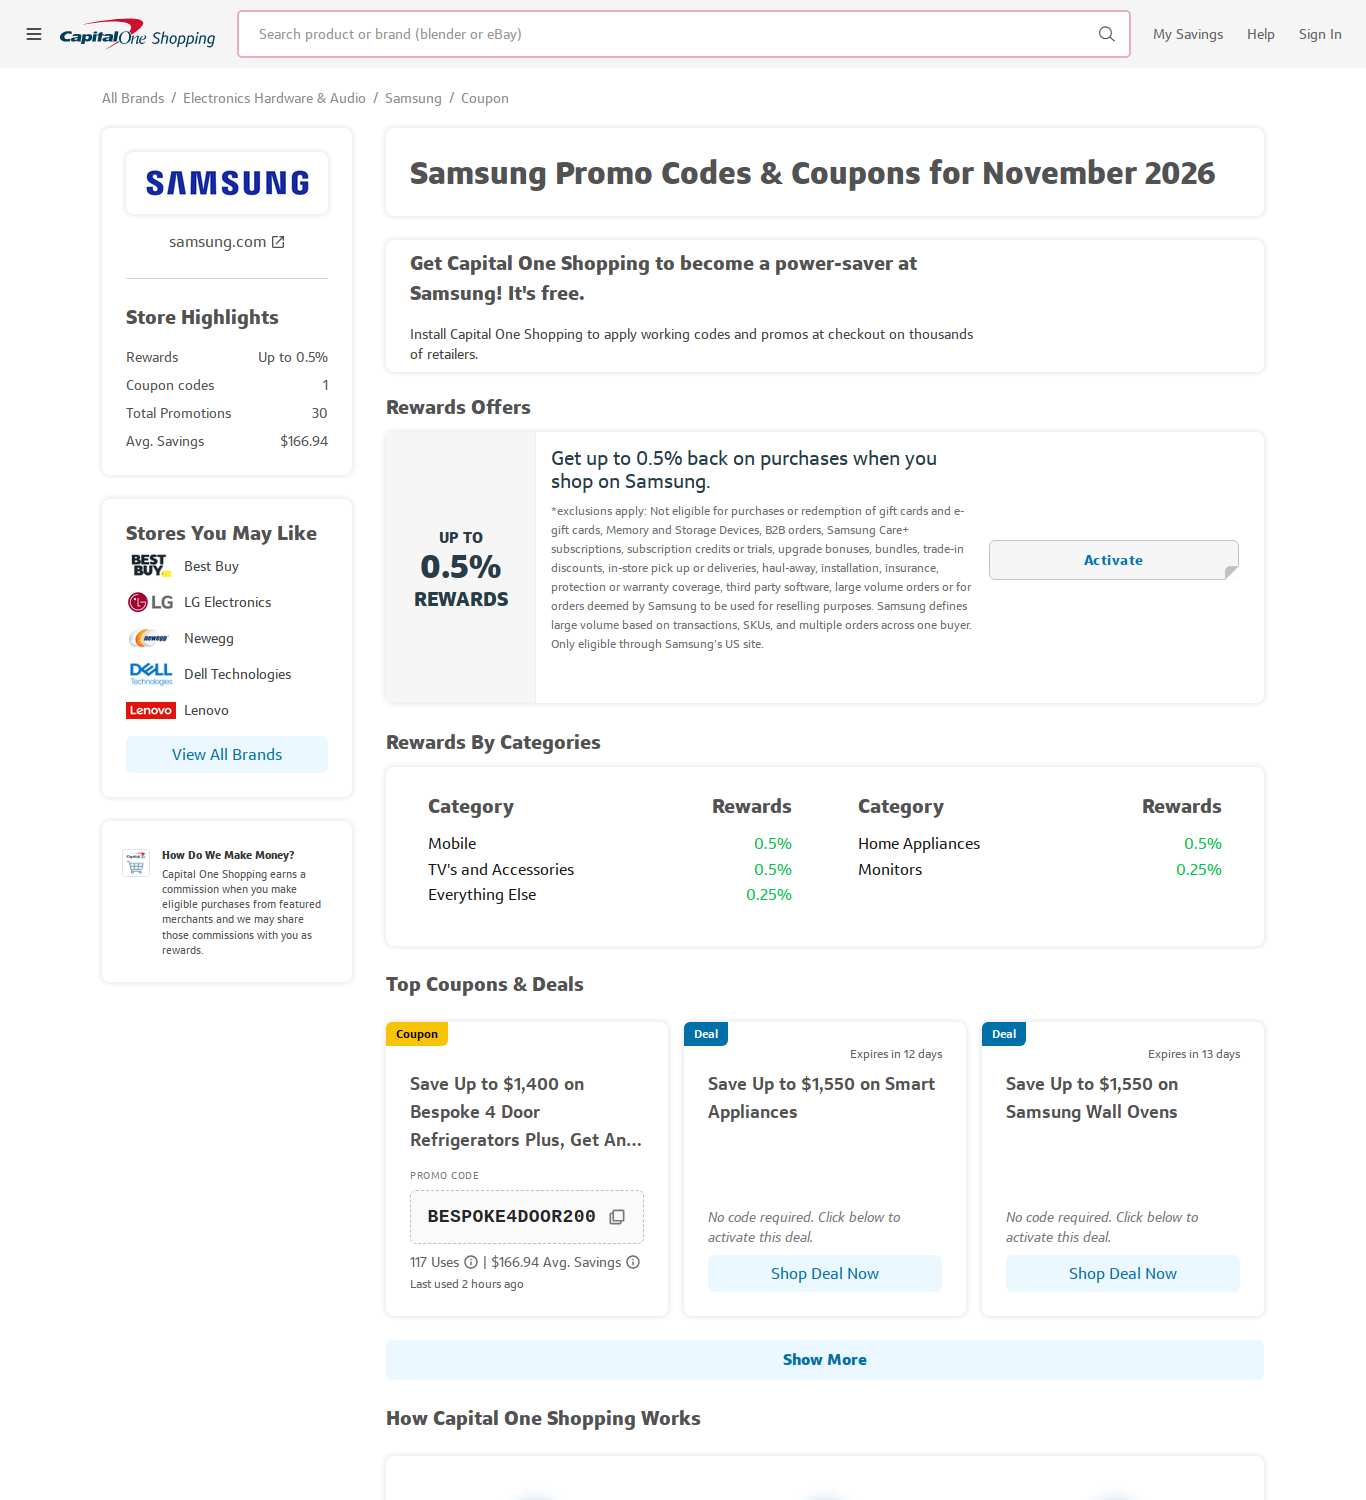 Capital One Shopping
Search product or brand (blender or eBay)
My Savings
Help
Sign In
All Brands / Electronics Hardware & Audio / Samsung / Coupon
SAMSUNG
samsung.com
Store Highlights
Rewards Up to 0.5%
Coupon codes 1
Total Promotions 30
Avg. Savings $166.94
Stores You May Like
BEST BUY Best Buy
LG LG Electronics
newegg Newegg
DELL Technologies Dell Technologies
Lenovo Lenovo
View All Brands
How Do We Make Money?
Capital One Shopping earns a
commission when you make
eligible purchases from featured
merchants and we may share
those commissions with you as
rewards.
Samsung Promo Codes & Coupons for November 2026
Get Capital One Shopping to become a power-saver at
Samsung! It's free.
Install Capital One Shopping to apply working codes and promos at checkout on thousands
of retailers.
Rewards Offers
UP TO
0.5%
REWARDS
Get up to 0.5% back on purchases when you
shop on Samsung.
*exclusions apply: Not eligible for purchases or redemption of gift cards and e-
gift cards, Memory and Storage Devices, B2B orders, Samsung Care+
subscriptions, subscription credits or trials, upgrade bonuses, bundles, trade-in
discounts, in-store pick up or deliveries, haul-away, installation, insurance,
protection or warranty coverage, third party software, large volume orders or for
orders deemed by Samsung to be used for reselling purposes. Samsung defines
large volume based on transactions, SKUs, and multiple orders across one buyer.
Only eligible through Samsung's US site.
Activate
Rewards By Categories
Category Rewards
Mobile 0.5%
TV's and Accessories 0.5%
Everything Else 0.25%
Category Rewards
Home Appliances 0.5%
Monitors 0.25%
Top Coupons & Deals
Coupon
Save Up to $1,400 on
Bespoke 4 Door
Refrigerators Plus, Get An...
PROMO CODE
BESPOKE4DOOR200
117 Uses | $166.94 Avg. Savings
Last used 2 hours ago
Deal
Expires in 12 days
Save Up to $1,550 on Smart
Appliances
No code required. Click below to
activate this deal.
Shop Deal Now
Deal
Expires in 13 days
Save Up to $1,550 on
Samsung Wall Ovens
No code required. Click below to
activate this deal.
Shop Deal Now
Show More
How Capital One Shopping Works